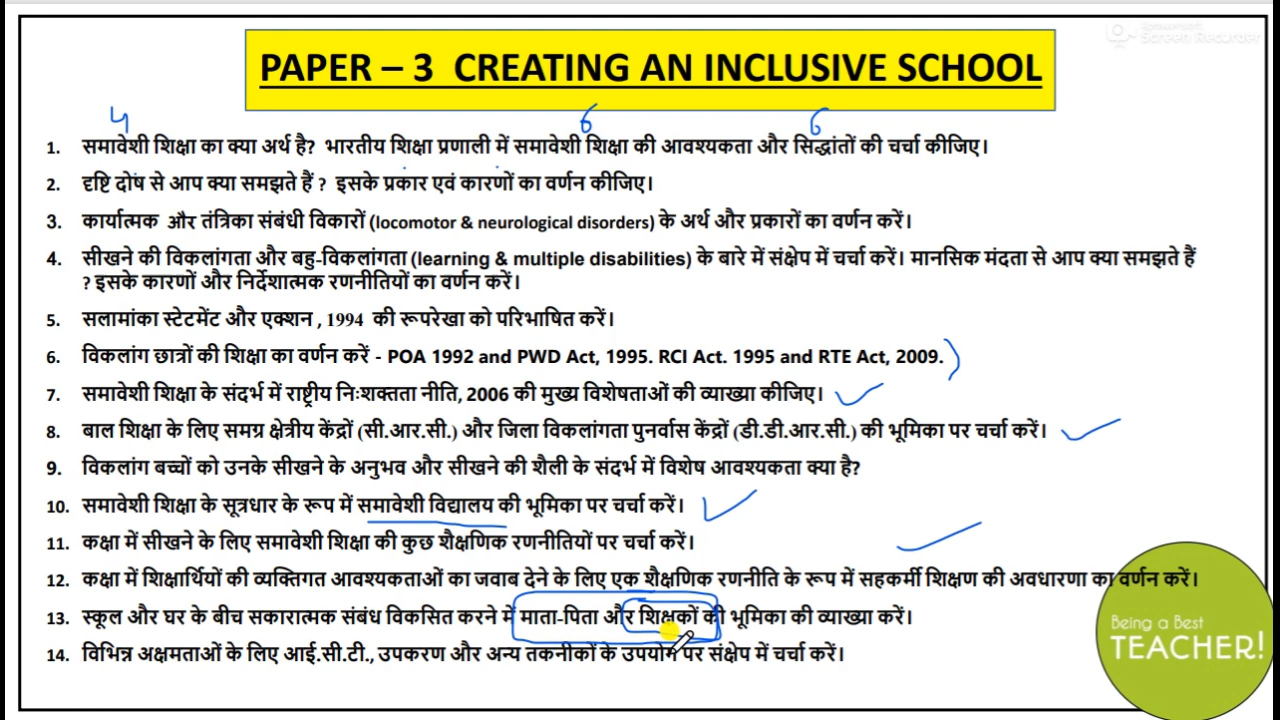 Screen Recorder
PAPER – 3 CREATING AN INCLUSIVE SCHOOL
4 6 6
1. समावेशी शिक्षा का क्या अर्थ है? भारतीय शिक्षा प्रणाली में समावेशी शिक्षा की आवश्यकता और सिद्धांतों की चर्चा कीजिए।
2. दृष्टि दोष से आप क्या समझते हैं ? इसके प्रकार एवं कारणों का वर्णन कीजिए।
3. कार्यात्मक और तंत्रिका संबंधी विकारों (locomotor & neurological disorders) के अर्थ और प्रकारों का वर्णन करें।
4. सीखने की विकलांगता और बहु-विकलांगता (learning & multiple disabilities) के बारे में संक्षेप में चर्चा करें। मानसिक मंदता से आप क्या समझते हैं
? इसके कारणों और निर्देशात्मक रणनीतियों का वर्णन करें।
5. सलामांका स्टेटमेंट और एक्शन , 1994 की रूपरेखा को परिभाषित करें।
6. विकलांग छात्रों की शिक्षा का वर्णन करें - POA 1992 and PWD Act, 1995. RCI Act. 1995 and RTE Act, 2009.
7. समावेशी शिक्षा के संदर्भ में राष्ट्रीय निःशक्तता नीति, 2006 की मुख्य विशेषताओं की व्याख्या कीजिए।
8. बाल शिक्षा के लिए समग्र क्षेत्रीय केंद्रों (सी.आर.सी.) और जिला विकलांगता पुनर्वास केंद्रों (डी.डी.आर.सी.) की भूमिका पर चर्चा करें।
9. विकलांग बच्चों को उनके सीखने के अनुभव और सीखने की शैली के संदर्भ में विशेष आवश्यकता क्या है?
10. समावेशी शिक्षा के सूत्रधार के रूप में समावेशी विद्यालय की भूमिका पर चर्चा करें।
11. कक्षा में सीखने के लिए समावेशी शिक्षा की कुछ शैक्षणिक रणनीतियों पर चर्चा करें।
12. कक्षा में शिक्षार्थियों की व्यक्तिगत आवश्यकताओं का जवाब देने के लिए एक शैक्षणिक रणनीति के रूप में सहकर्मी शिक्षण की अवधारणा का वर्णन करें।
13. स्कूल और घर के बीच सकारात्मक संबंध विकसित करने में माता-पिता और शिक्षकों की भूमिका की व्याख्या करें।
14. विभिन्न अक्षमताओं के लिए आई.सी.टी., उपकरण और अन्य तकनीकों के उपयोग पर संक्षेप में चर्चा करें।
Being a Best
TEACHER!